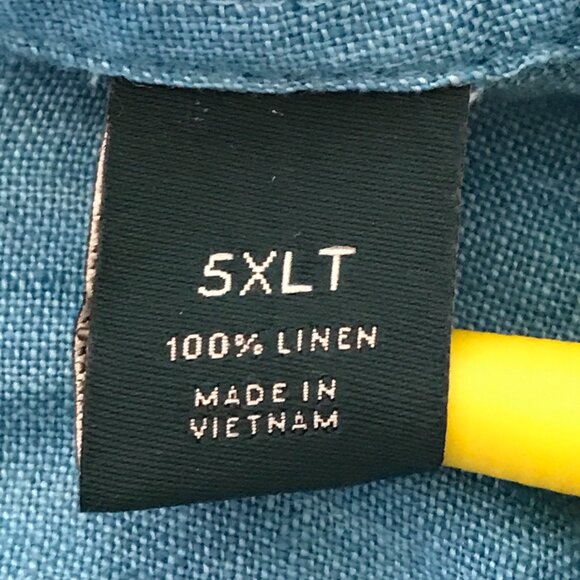 5XLT
100% LINEN
MADE IN
VIETNAM